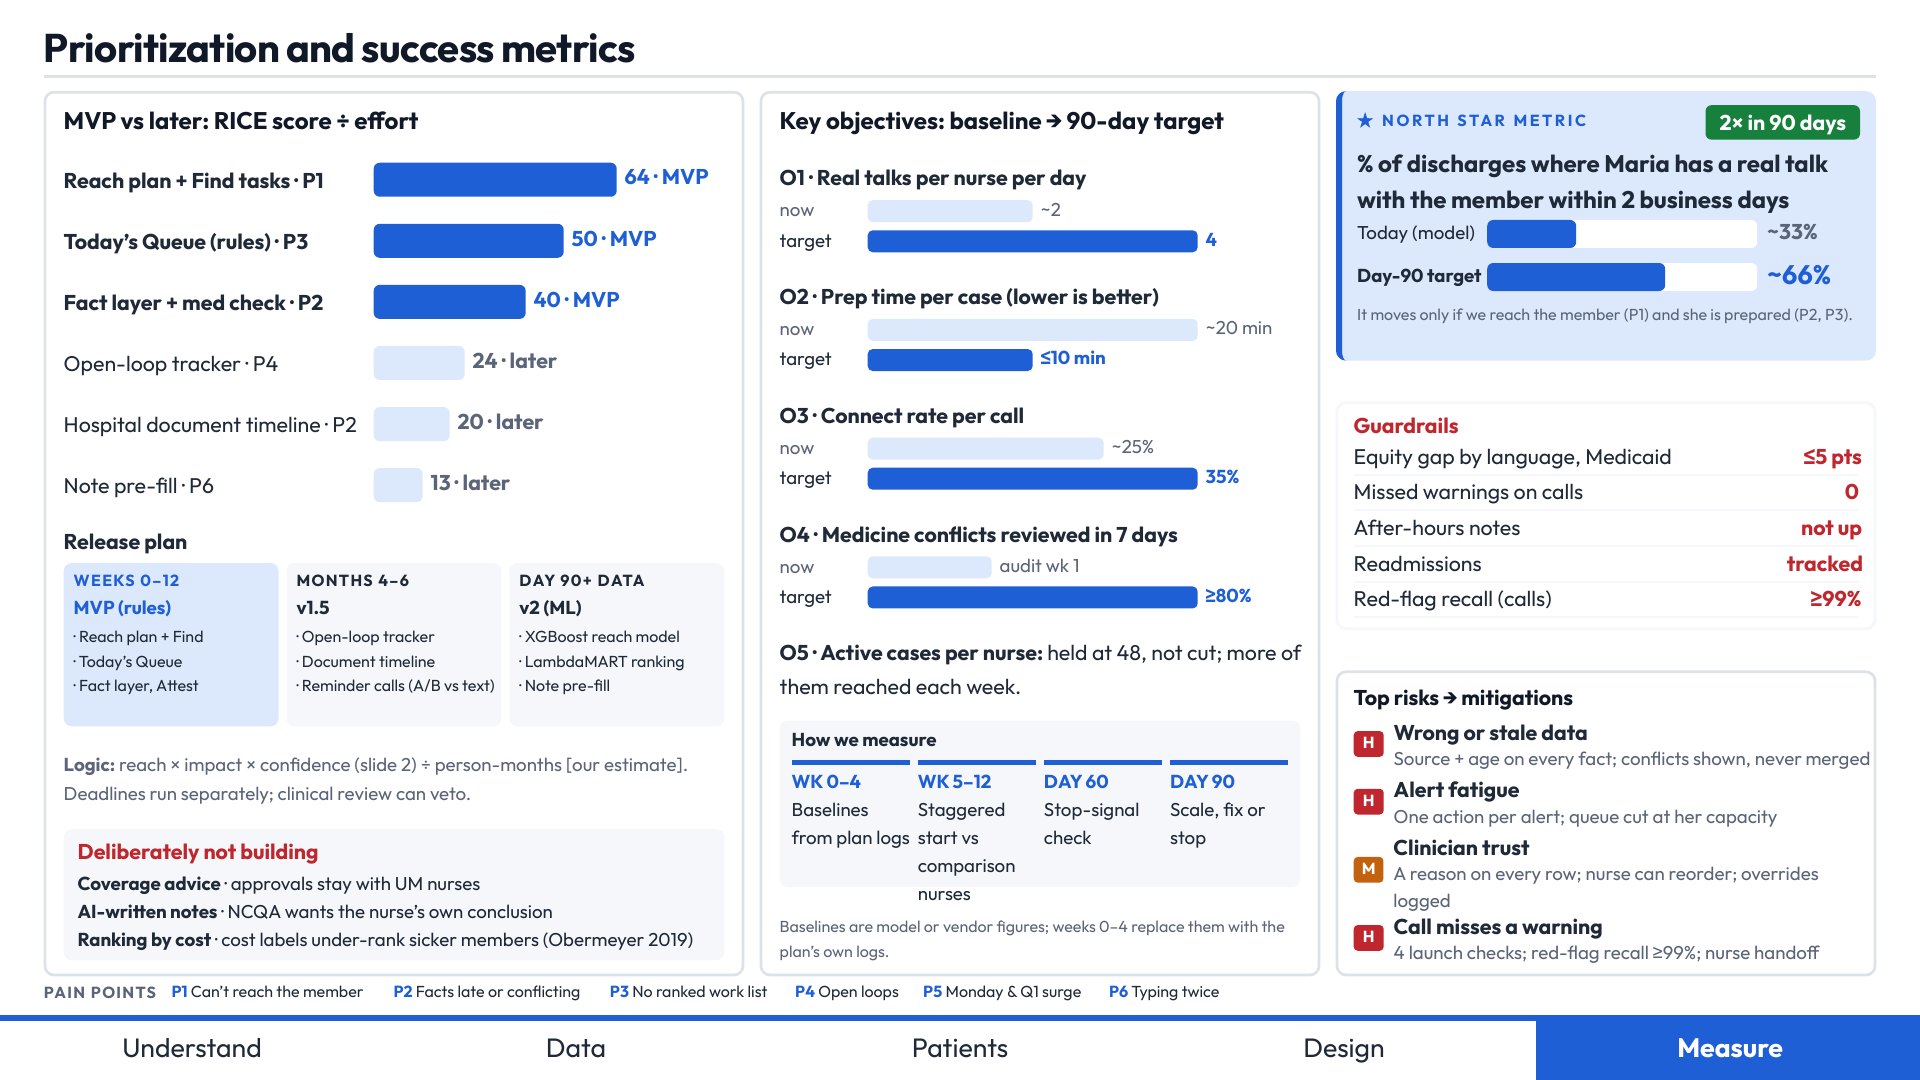 Prioritization and success metrics
MVP vs later: RICE score ÷ effort
Reach plan + Find tasks · P1
64 · MVP
Today's Queue (rules) · P3
50 · MVP
Fact layer + med check · P2
40 · MVP
Open-loop tracker · P4
24 · later
Hospital document timeline · P2
20 · later
Note pre-fill · P6
13 · later
Release plan
WEEKS 0–12
MVP (rules)
· Reach plan + Find
· Today's Queue
· Fact layer, Attest
MONTHS 4–6
v1.5
· Open-loop tracker
· Document timeline
· Reminder calls (A/B vs text)
DAY 90+ DATA
v2 (ML)
· XGBoost reach model
· LambdaMART ranking
· Note pre-fill
Logic: reach × impact × confidence (slide 2) ÷ person-months [our estimate].
Deadlines run separately; clinical review can veto.
Deliberately not building
Coverage advice · approvals stay with UM nurses
AI-written notes · NCQA wants the nurse's own conclusion
Ranking by cost · cost labels under-rank sicker members (Obermeyer 2019)
Key objectives: baseline → 90-day target
O1 · Real talks per nurse per day
now ~2
target 4
O2 · Prep time per case (lower is better)
now ~20 min
target ≤10 min
O3 · Connect rate per call
now ~25%
target 35%
O4 · Medicine conflicts reviewed in 7 days
now audit wk 1
target ≥80%
O5 · Active cases per nurse: held at 48, not cut; more of
them reached each week.
How we measure
WK 0–4
Baselines
from plan logs
WK 5–12
Staggered
start vs
comparison
nurses
DAY 60
Stop-signal
check
DAY 90
Scale, fix or
stop
Baselines are model or vendor figures; weeks 0–4 replace them with the
plan's own logs.
★ NORTH STAR METRIC
2× in 90 days
% of discharges where Maria has a real talk
with the member within 2 business days
Today (model) ~33%
Day-90 target ~66%
It moves only if we reach the member (P1) and she is prepared (P2, P3).
Guardrails
Equity gap by language, Medicaid ≤5 pts
Missed warnings on calls 0
After-hours notes not up
Readmissions tracked
Red-flag recall (calls) ≥99%
Top risks → mitigations
H Wrong or stale data
Source + age on every fact; conflicts shown, never merged
H Alert fatigue
One action per alert; queue cut at her capacity
M Clinician trust
A reason on every row; nurse can reorder; overrides
logged
H Call misses a warning
4 launch checks; red-flag recall ≥99%; nurse handoff
PAIN POINTS P1 Can't reach the member P2 Facts late or conflicting P3 No ranked work list P4 Open loops P5 Monday & Q1 surge P6 Typing twice
Understand Data Patients Design Measure